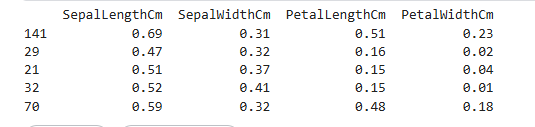 SepalLengthCm SepalWidthCm PetalLengthCm PetalWidthCm
141 0.69 0.31 0.51 0.23
29 0.47 0.32 0.16 0.02
21 0.51 0.37 0.15 0.04
32 0.52 0.41 0.15 0.01
70 0.59 0.32 0.48 0.18